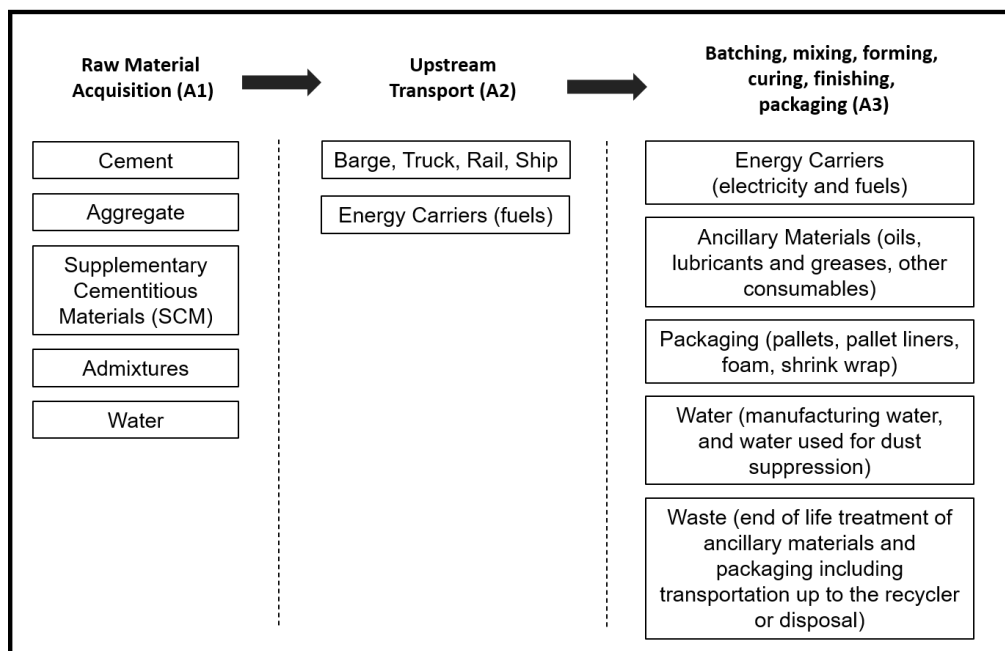 Raw Material
Acquisition (A1)
Upstream
Transport (A2)
Batching, mixing, forming,
curing, finishing,
packaging (A3)
Cement
Aggregate
Supplementary
Cementitious
Materials (SCM)
Admixtures
Water
Barge, Truck, Rail, Ship
Energy Carriers (fuels)
Energy Carriers
(electricity and fuels)
Ancillary Materials (oils,
lubricants and greases, other
consumables)
Packaging (pallets, pallet liners,
foam, shrink wrap)
Water (manufacturing water,
and water used for dust
suppression)
Waste (end of life treatment of
ancillary materials and
packaging including
transportation up to the recycler
or disposal)